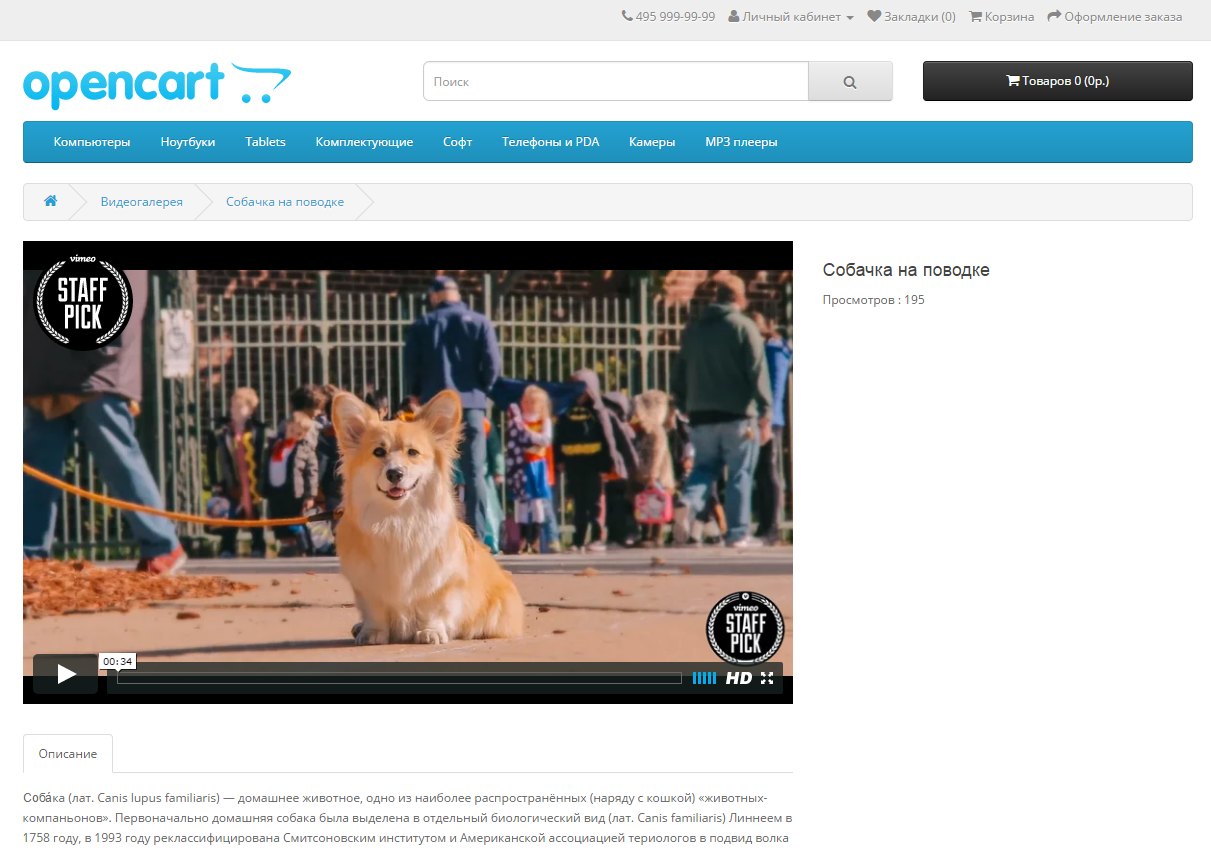 495 999-99-99 Личный кабинет Закладки (0) Корзина Оформление заказа
opencart
Поиск
Товаров 0 (0р.)
Компьютеры Ноутбуки Tablets Комплектующие Софт Телефоны и PDA Камеры MP3 плееры
Видеогалерея Собачка на поводке
vimeo
STAFF
PICK
Собачка на поводке
Просмотров : 195
vimeo
STAFF
PICK
00:34
HD
Описание
Соба́ка (лат. Canis lupus familiaris) — домашнее животное, одно из наиболее распространённых (наряду с кошкой) «животных-
компаньонов». Первоначально домашняя собака была выделена в отдельный биологический вид (лат. Canis familiaris) Линнеем в
1758 году, в 1993 году реклассифицирована Смитсоновским институтом и Американской ассоциацией териологов в подвид волка